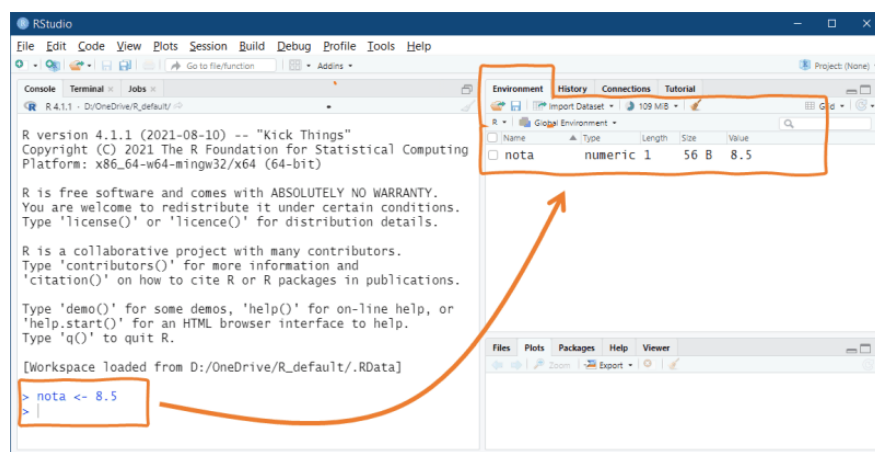 RStudio
File Edit Code View Plots Session Build Debug Profile Tools Help
Go to file/function Addins Project: (None)
Console Terminal Jobs
R 4.1.1 · D:/OneDrive/R_default/
R version 4.1.1 (2021-08-10) -- "Kick Things"
Copyright (C) 2021 The R Foundation for Statistical Computing
Platform: x86_64-w64-mingw32/x64 (64-bit)
R is free software and comes with ABSOLUTELY NO WARRANTY.
You are welcome to redistribute it under certain conditions.
Type 'license()' or 'licence()' for distribution details.
R is a collaborative project with many contributors.
Type 'contributors()' for more information and
'citation()' on how to cite R or R packages in publications.
Type 'demo()' for some demos, 'help()' for on-line help, or
'help.start()' for an HTML browser interface to help.
Type 'q()' to quit R.
[Workspace loaded from D:/OneDrive/R_default/.RData]
> nota <- 8.5
>
Environment History Connections Tutorial
Import Dataset 109 MiB Grid
R Global Environment
Name Type Length Size Value
nota numeric 1 56 B 8.5
Files Plots Packages Help Viewer
Zoom Export